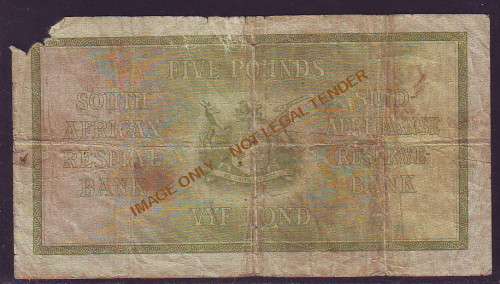 FIVE POUNDS
SOUTH
AFRICAN
RESERVE
BANK
SUID-
AFRIKAANSE
RESERWE-
BANK
VYF POND
IMAGE ONLY NOT LEGAL TENDER